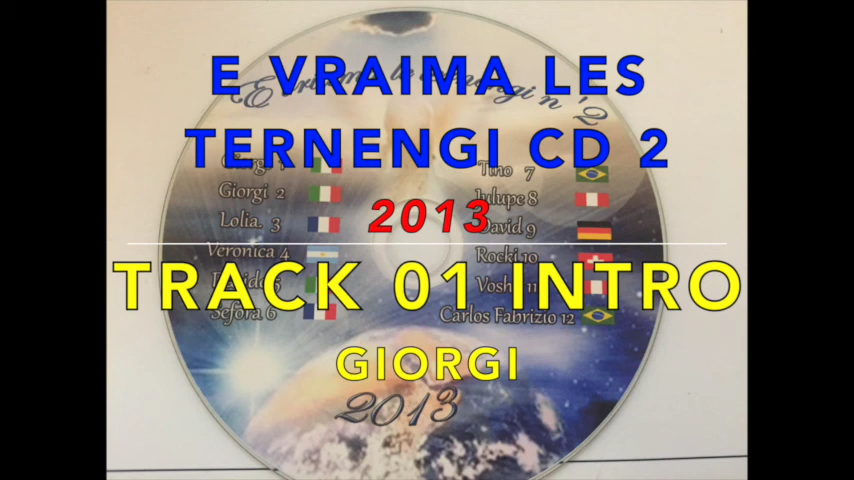 E VRAIMA LES
TERNENGI CD 2
2013
TRACK 01 INTRO
GIORGI
Giorgi 2
Lolia. 3
Veronica 4
Sefora 6
Tino 7
Julupe 8
David 9
Rocki 10
Carlos Fabrizio 12
2013